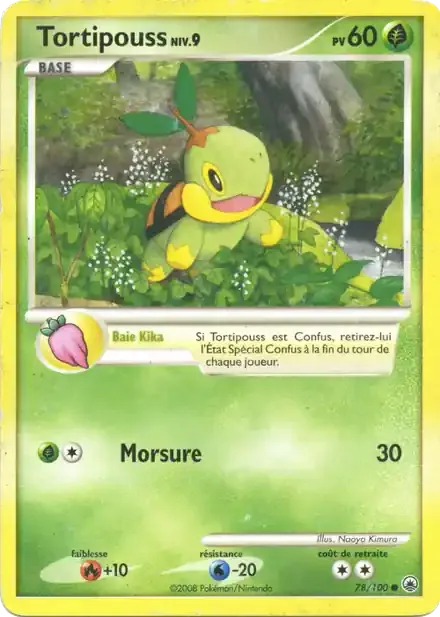 Tortipouss NIV.9
PV 60
BASE
Baie Kika
Si Tortipouss est Confus, retirez-lui
l'État Spécial Confus à la fin du tour de
chaque joueur.
Morsure 30
Illus. Naoyo Kimura
faiblesse
résistance
coût de retraite
+10
-20
©2008 Pokémon/Nintendo
78/100